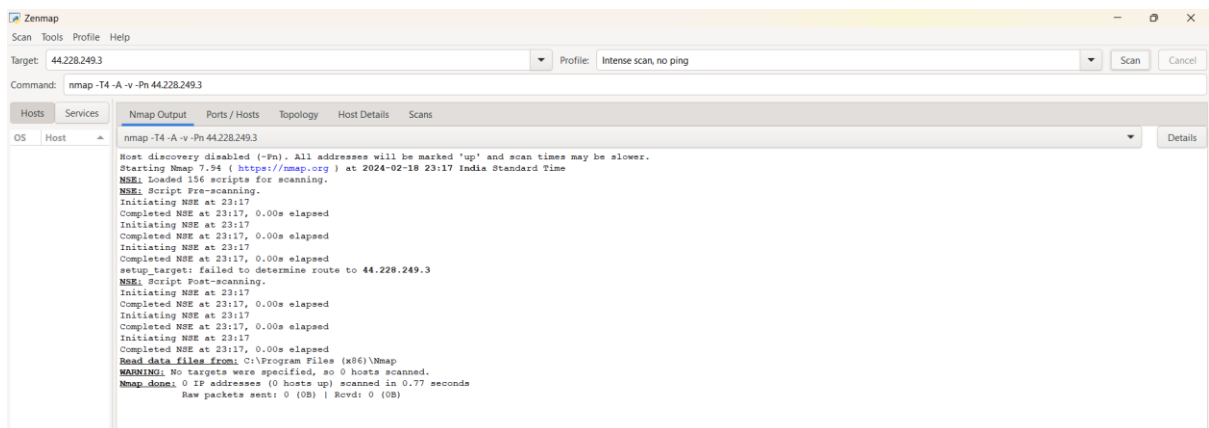 Zenmap
Scan Tools Profile Help
Target: 44.228.249.3 Profile: Intense scan, no ping Scan Cancel
Command: nmap -T4 -A -v -Pn 44.228.249.3
Hosts Services Nmap Output Ports / Hosts Topology Host Details Scans
OS Host nmap -T4 -A -v -Pn 44.228.249.3 Details
Host discovery disabled (-Pn). All addresses will be marked 'up' and scan times may be slower.
Starting Nmap 7.94 ( https://nmap.org ) at 2024-02-18 23:17 India Standard Time
NSE: Loaded 156 scripts for scanning.
NSE: Script Pre-scanning.
Initiating NSE at 23:17
Completed NSE at 23:17, 0.00s elapsed
Initiating NSE at 23:17
Completed NSE at 23:17, 0.00s elapsed
Initiating NSE at 23:17
Completed NSE at 23:17, 0.00s elapsed
setup_target: failed to determine route to 44.228.249.3
NSE: Script Post-scanning.
Initiating NSE at 23:17
Completed NSE at 23:17, 0.00s elapsed
Initiating NSE at 23:17
Completed NSE at 23:17, 0.00s elapsed
Initiating NSE at 23:17
Completed NSE at 23:17, 0.00s elapsed
Read data files from: C:\Program Files (x86)\Nmap
WARNING: No targets were specified, so 0 hosts scanned.
Nmap done: 0 IP addresses (0 hosts up) scanned in 0.77 seconds
Raw packets sent: 0 (0B) | Rcvd: 0 (0B)